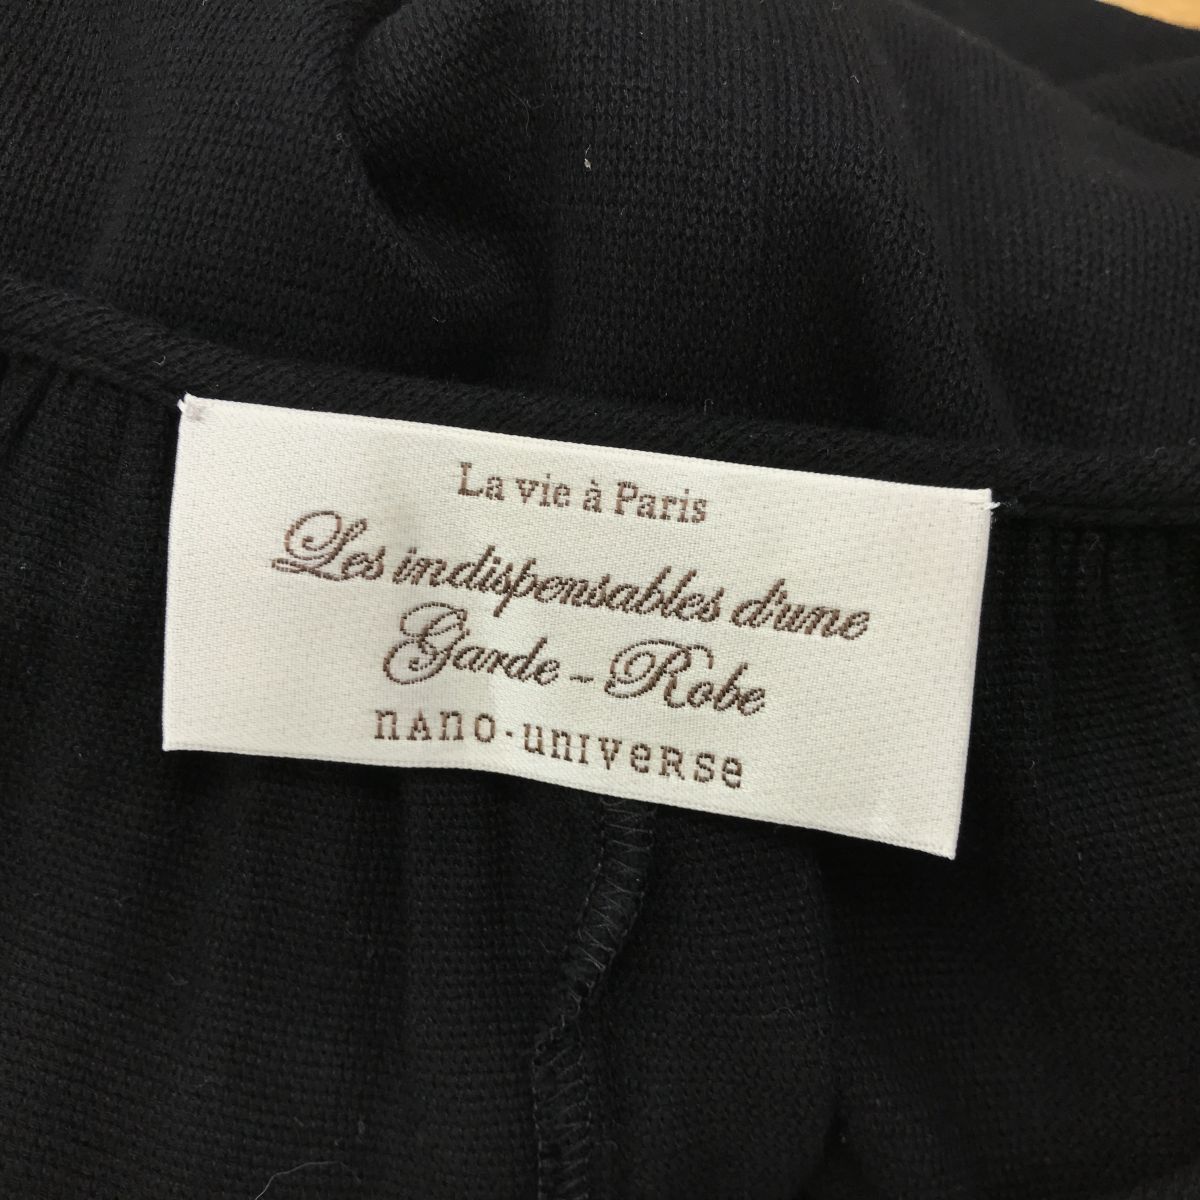 La vie à Paris
Les indispensables d'une
Garde - Robe
nAno·unIVeRse